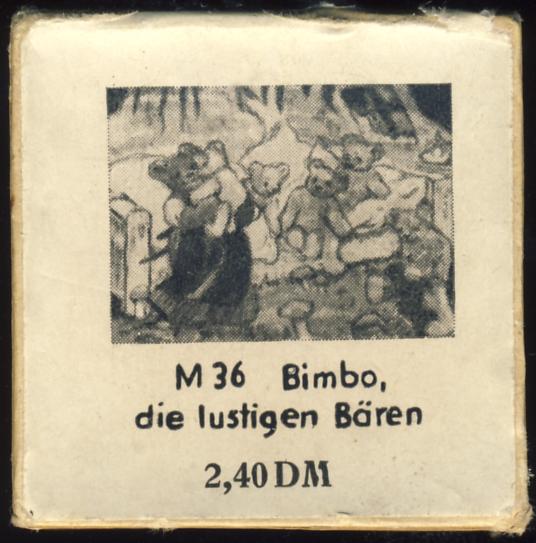 M 36 Bimbo,
die lustigen Bären
2,40 DM